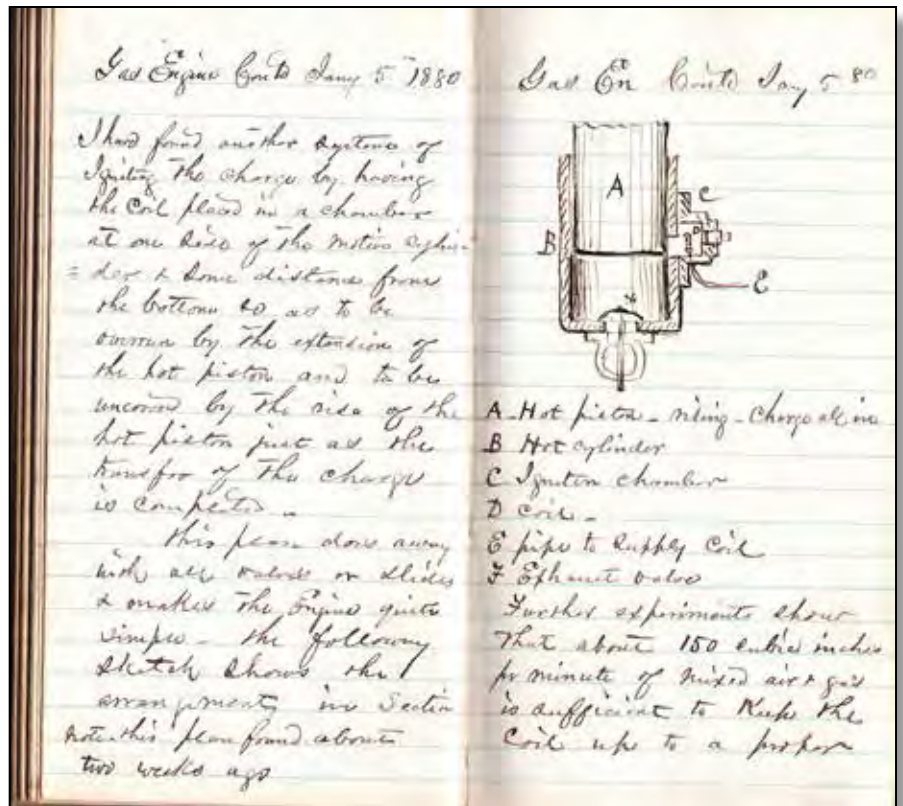 Gas Engine Contd Jany 5th 1880
I have found another system of
Igniting the charge by having
the Coil placed in a chamber
at one side of the motive cylin
= der & some distance from
the bottom so as to be
overrun by the extension of
the hot piston and to be
uncovered by the rise of the
hot piston just as the
transfer of the charge
is completed -
this plan does away
with all valves or slides
& makes the Engine quite
simple - the following
sketch shows the
arrangement in Section
note this plan found about
two weeks ago
Gas En Contd Jany 5 80
A
B
C
D
E
A - Hot piston - rising - Charge all in
B Hot cylinder
C Ignition chamber
D coil -
E pipe to supply coil
F Exhaust valve
Further experiments show
that about 150 cubic inches
pr minute of mixed air & gas
is sufficient to Keep the
Coil up to a proper